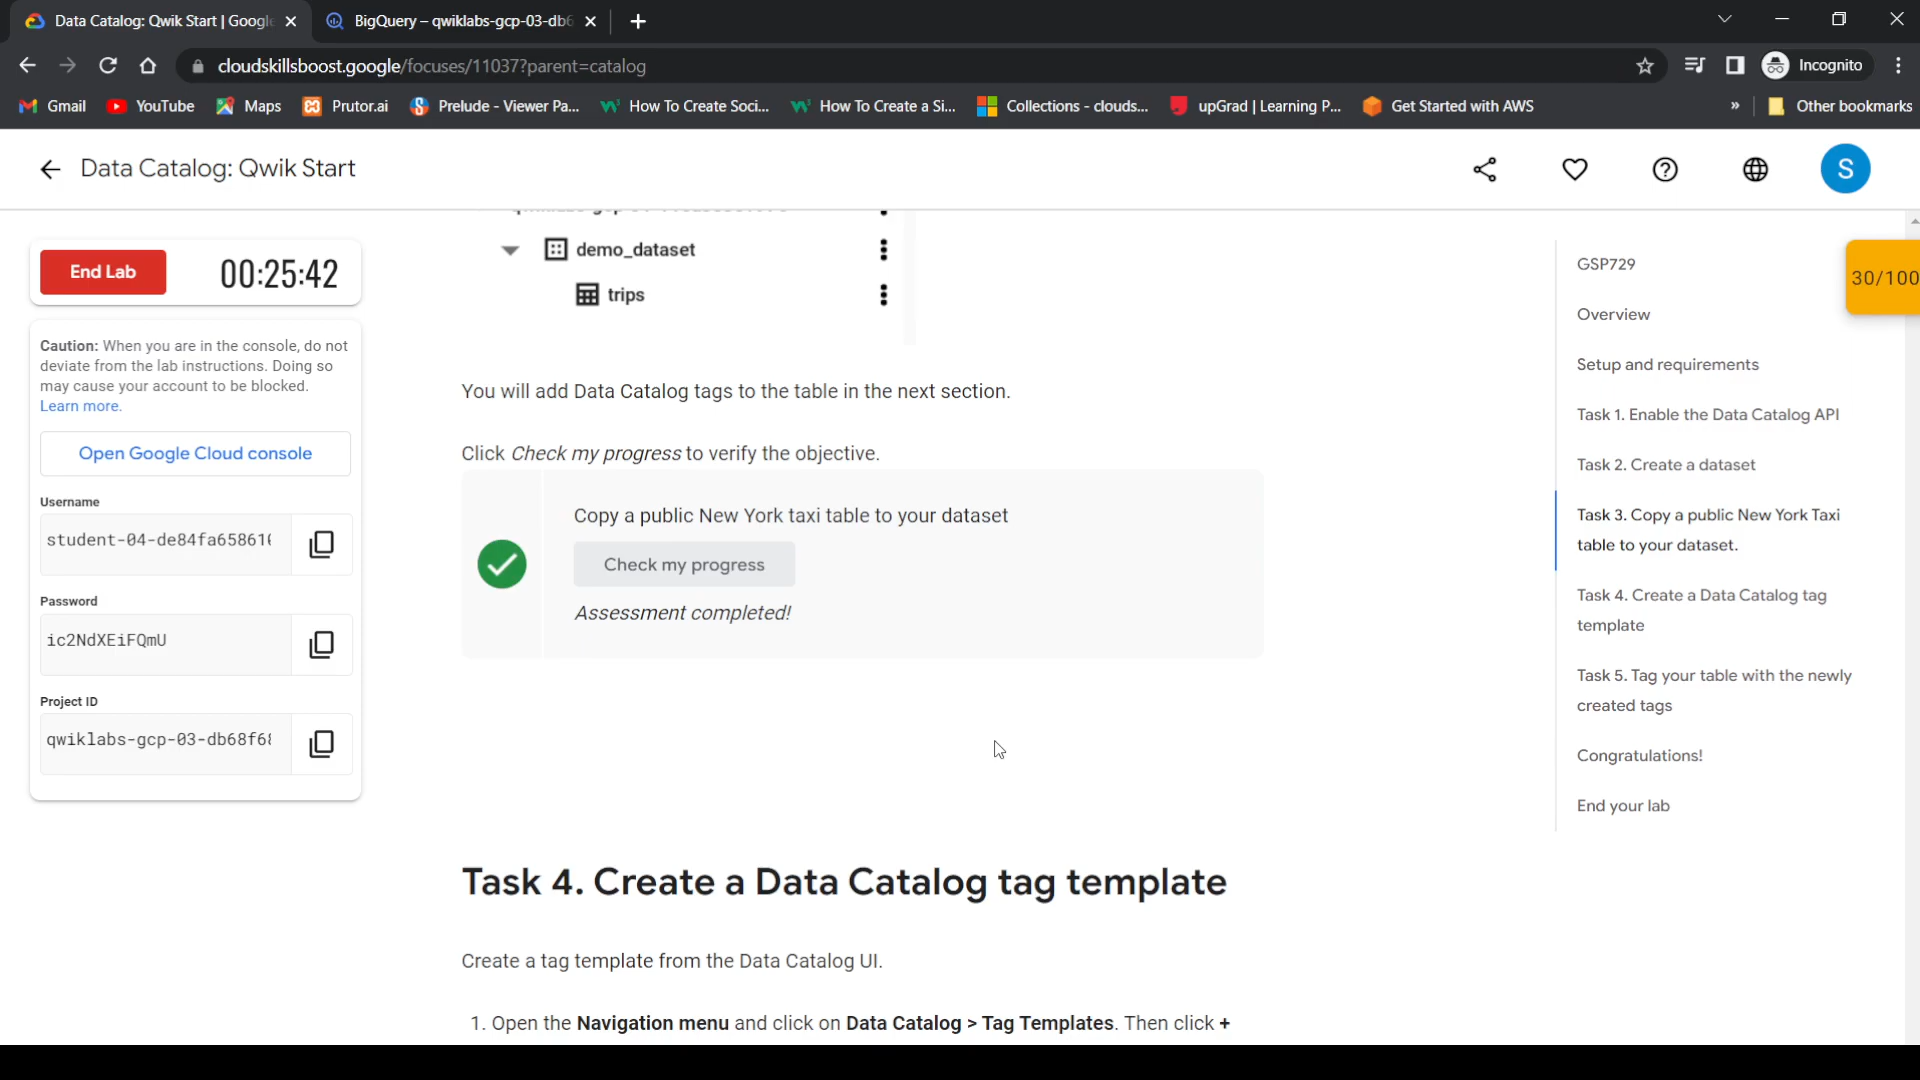 Data Catalog: Qwik Start | Google
BigQuery – qwiklabs-gcp-03-db6
cloudskillsboost.google/focuses/11037?parent=catalog
Incognito
Gmail
YouTube
Maps
Prutor.ai
Prelude - Viewer Pa...
How To Create Soci...
How To Create a Si...
Collections - clouds...
upGrad | Learning P...
Get Started with AWS
»
Other bookmarks
Data Catalog: Qwik Start
S
End Lab
00:25:42
Caution: When you are in the console, do not
deviate from the lab instructions. Doing so
may cause your account to be blocked.
Learn more.
Open Google Cloud console
Username
student-04-de84fa658616
Password
ic2NdXEiFQmU
Project ID
qwiklabs-gcp-03-db68f68
demo_dataset
trips
You will add Data Catalog tags to the table in the next section.
Click Check my progress to verify the objective.
Copy a public New York taxi table to your dataset
Check my progress
Assessment completed!
Task 4. Create a Data Catalog tag template
Create a tag template from the Data Catalog UI.
1. Open the Navigation menu and click on Data Catalog > Tag Templates. Then click +
GSP729
Overview
Setup and requirements
Task 1. Enable the Data Catalog API
Task 2. Create a dataset
Task 3. Copy a public New York Taxi
table to your dataset.
Task 4. Create a Data Catalog tag
template
Task 5. Tag your table with the newly
created tags
Congratulations!
End your lab
30/100